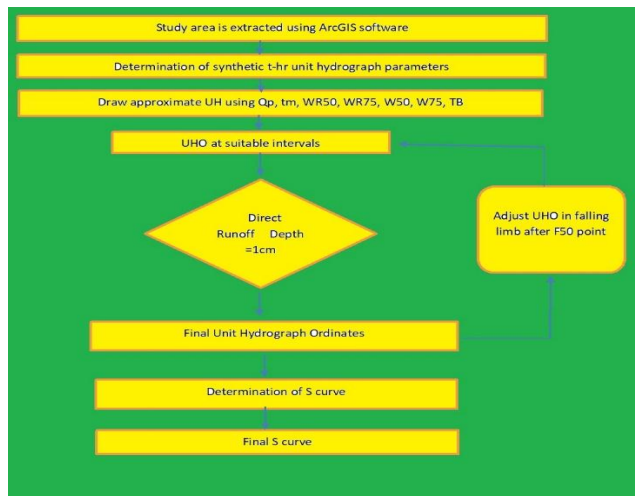 Study area is extracted using ArcGIS software
Determination of synthetic t-hr unit hydrograph parameters
Draw approximate UH using Qp, tm, WR50, WR75, W50, W75, TB
UHO at suitable intervals
Direct
Runoff Depth
=1cm
Adjust UHO in falling
limb after F50 point
Final Unit Hydrograph Ordinates
Determination of S curve
Final S curve